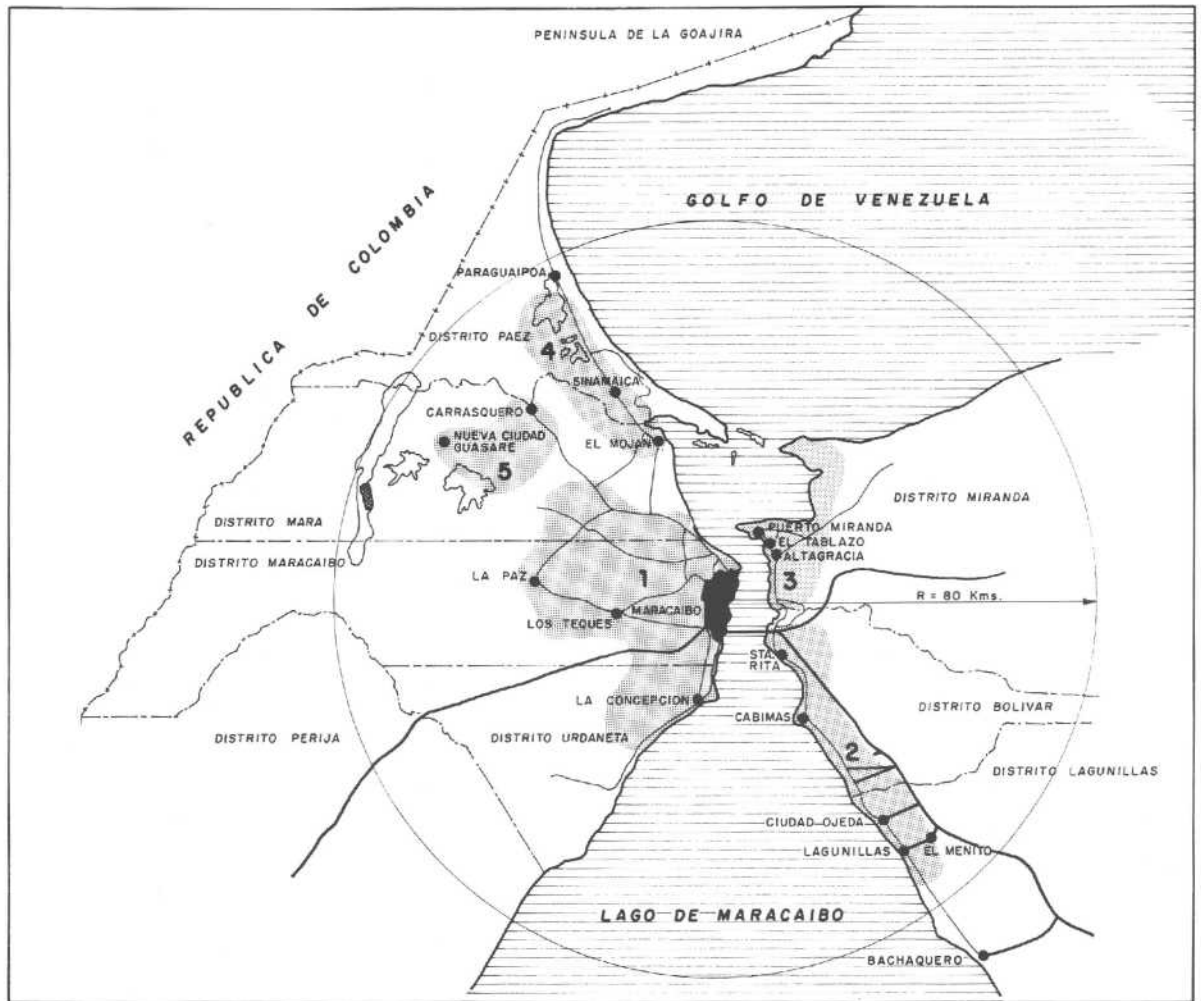 PENINSULA DE LA GOAJIRA
GOLFO DE VENEZUELA
REPUBLICA DE COLOMBIA
PARAGUAIPOA
DISTRITO PAEZ
4
SINAMAICA
CARRASQUERO
NUEVA CIUDAD
GUASARE
EL MOJAN
5
DISTRITO MIRANDA
DISTRITO MARA
PUERTO MIRANDA
EL TABLAZO
ALTAGRACIA
DISTRITO MARACAIBO
LA PAZ
1
3
R = 80 Kms.
MARACAIBO
LOS TEQUES
STA.
RITA
LA CONCEPCION
CABIMAS
DISTRITO BOLIVAR
DISTRITO PERIJA
DISTRITO URDANETA
2
DISTRITO LAGUNILLAS
CIUDAD OJEDA
LAGUNILLAS
EL MENITO
LAGO DE MARACAIBO
BACHAQUERO